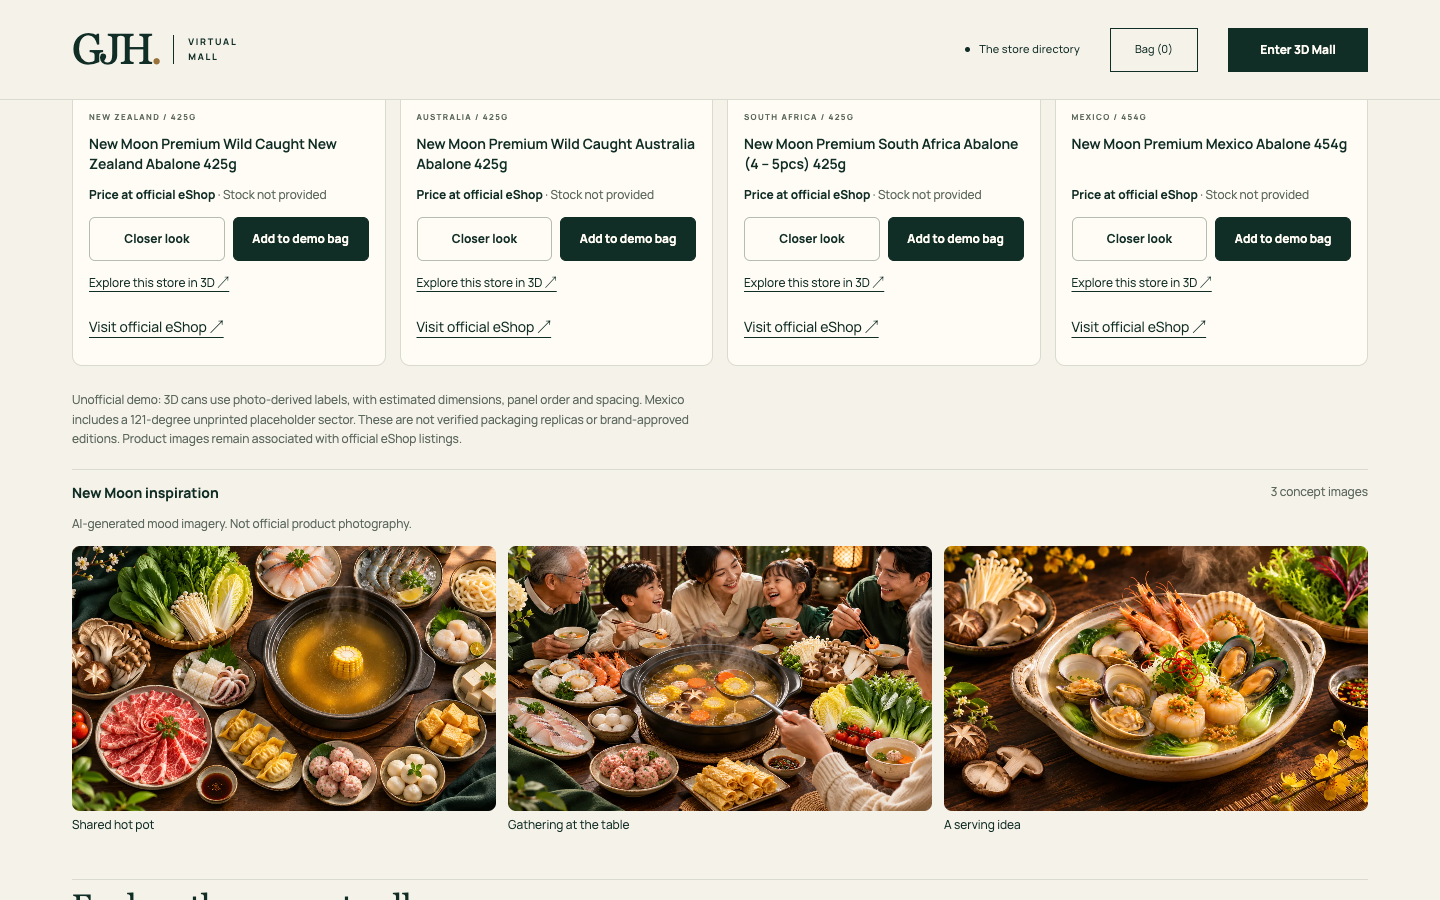 GJH.
VIRTUAL
MALL
The store directory
Bag (0)
Enter 3D Mall
NEW ZEALAND / 425G
New Moon Premium Wild Caught New
Zealand Abalone 425g
Price at official eShop · Stock not provided
Closer look
Add to demo bag
Explore this store in 3D ↗
Visit official eShop ↗
AUSTRALIA / 425G
New Moon Premium Wild Caught Australia
Abalone 425g
Price at official eShop · Stock not provided
Closer look
Add to demo bag
Explore this store in 3D ↗
Visit official eShop ↗
SOUTH AFRICA / 425G
New Moon Premium South Africa Abalone
(4 – 5pcs) 425g
Price at official eShop · Stock not provided
Closer look
Add to demo bag
Explore this store in 3D ↗
Visit official eShop ↗
MEXICO / 454G
New Moon Premium Mexico Abalone 454g
Price at official eShop · Stock not provided
Closer look
Add to demo bag
Explore this store in 3D ↗
Visit official eShop ↗
Unofficial demo: 3D cans use photo-derived labels, with estimated dimensions, panel order and spacing. Mexico
includes a 121-degree unprinted placeholder sector. These are not verified packaging replicas or brand-approved
editions. Product images remain associated with official eShop listings.
New Moon inspiration
3 concept images
AI-generated mood imagery. Not official product photography.
Shared hot pot
Gathering at the table
A serving idea